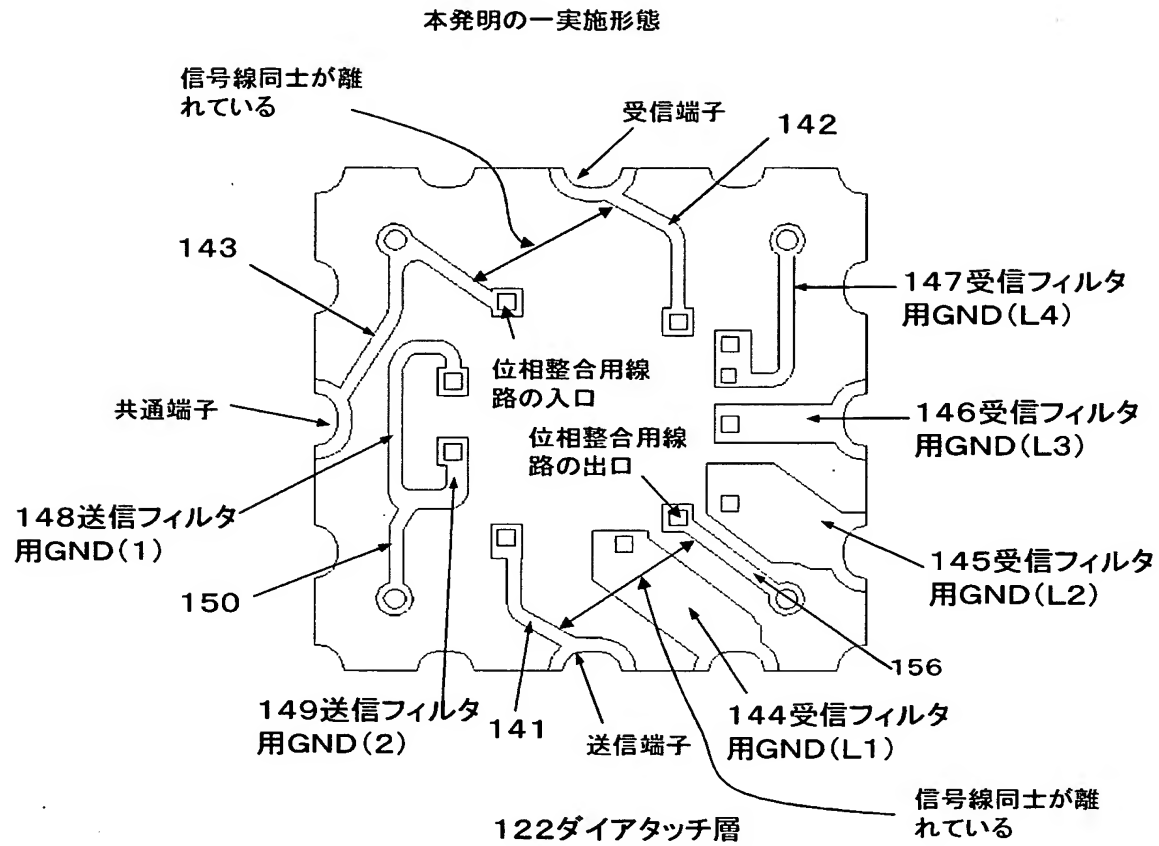 本発明の一実施形態
信号線同士が離
れている
受信端子
142
143
147受信フィルタ
用GND(L4)
位相整合用線
路の入口
共通端子
146受信フィルタ
用GND(L3)
位相整合用線
路の出口
148送信フィルタ
用GND(1)
145受信フィルタ
用GND(L2)
150
156
149送信フィルタ
用GND(2)
141
送信端子
144受信フィルタ
用GND(L1)
信号線同士が離
れている
122ダイアタッチ層